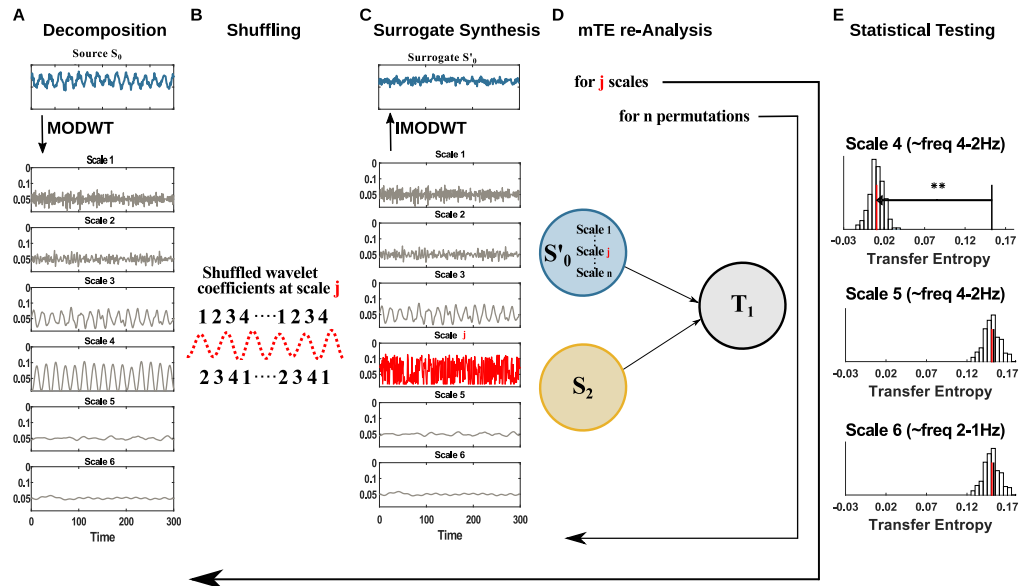 A
Decomposition
Source S0
MODWT
Scale 1
0
0.1
0.05
Scale 2
0
0.1
0.05
Scale 3
0
0.1
0.05
Scale 4
0
0.1
0.05
Scale 5
0
0.1
0.05
Scale 6
0
0.1
0.05
0 100 200 300
Time
B
Shuffling
Shuffled wavelet
coefficients at scale j
1 2 3 4 ····· 1 2 3 4
2 3 4 1 ····· 2 3 4 1
C
Surrogate Synthesis
Surrogate S'0
IMODWT
Scale 1
0
0.1
0.05
Scale 2
0
0.1
0.05
Scale 3
0
0.1
0.05
Scale j
0
0.1
0.05
Scale 5
0
0.1
0.05
Scale 6
0
0.1
0.05
0 100 200 300
Time
D
mTE re-Analysis
for j scales
for n permutations
S'0
Scale 1
Scale j
Scale n
S2
T1
E
Statistical Testing
Scale 4 (~freq 4-2Hz)
**
-0.03 0.02 0.07 0.12 0.17
Transfer Entropy
Scale 5 (~freq 4-2Hz)
-0.03 0.02 0.07 0.12 0.17
Transfer Entropy
Scale 6 (~freq 2-1Hz)
-0.03 0.02 0.07 0.12 0.17
Transfer Entropy